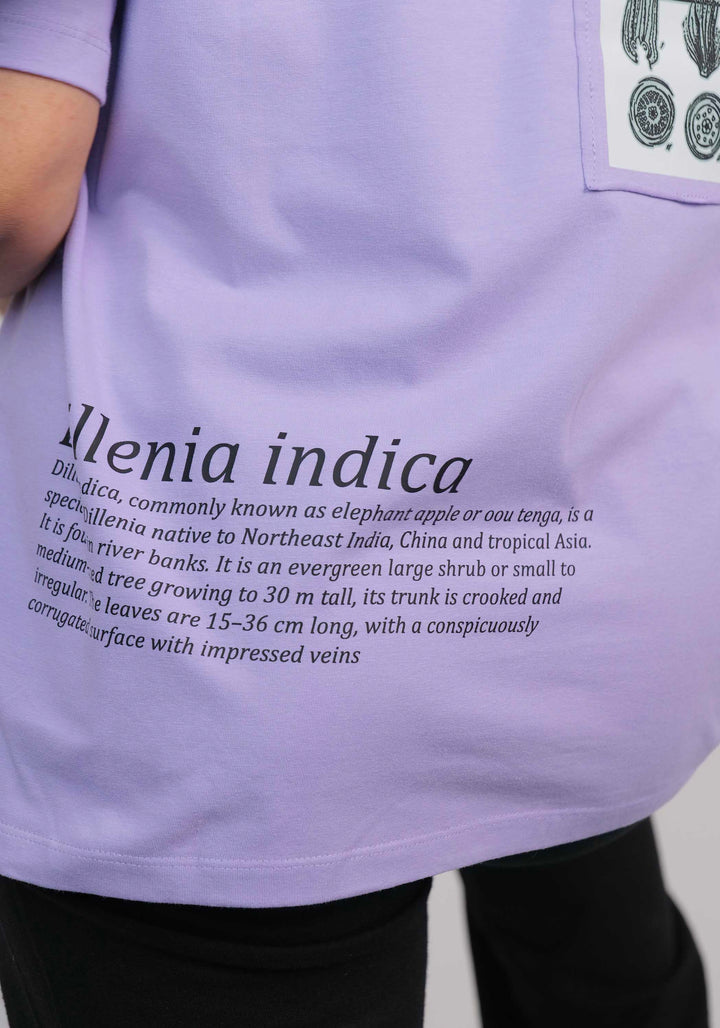 illenia indica
dica, commonly known as elephant apple or oou tenga, is a
Dillenia native to Northeast India, China and tropical Asia.
It is in river banks. It is an evergreen large shrub or small to
tree growing to 30 m tall, its trunk is crooked and
irregular. leaves are 15–36 cm long, with a conspicuously
corrugated surface with impressed veins